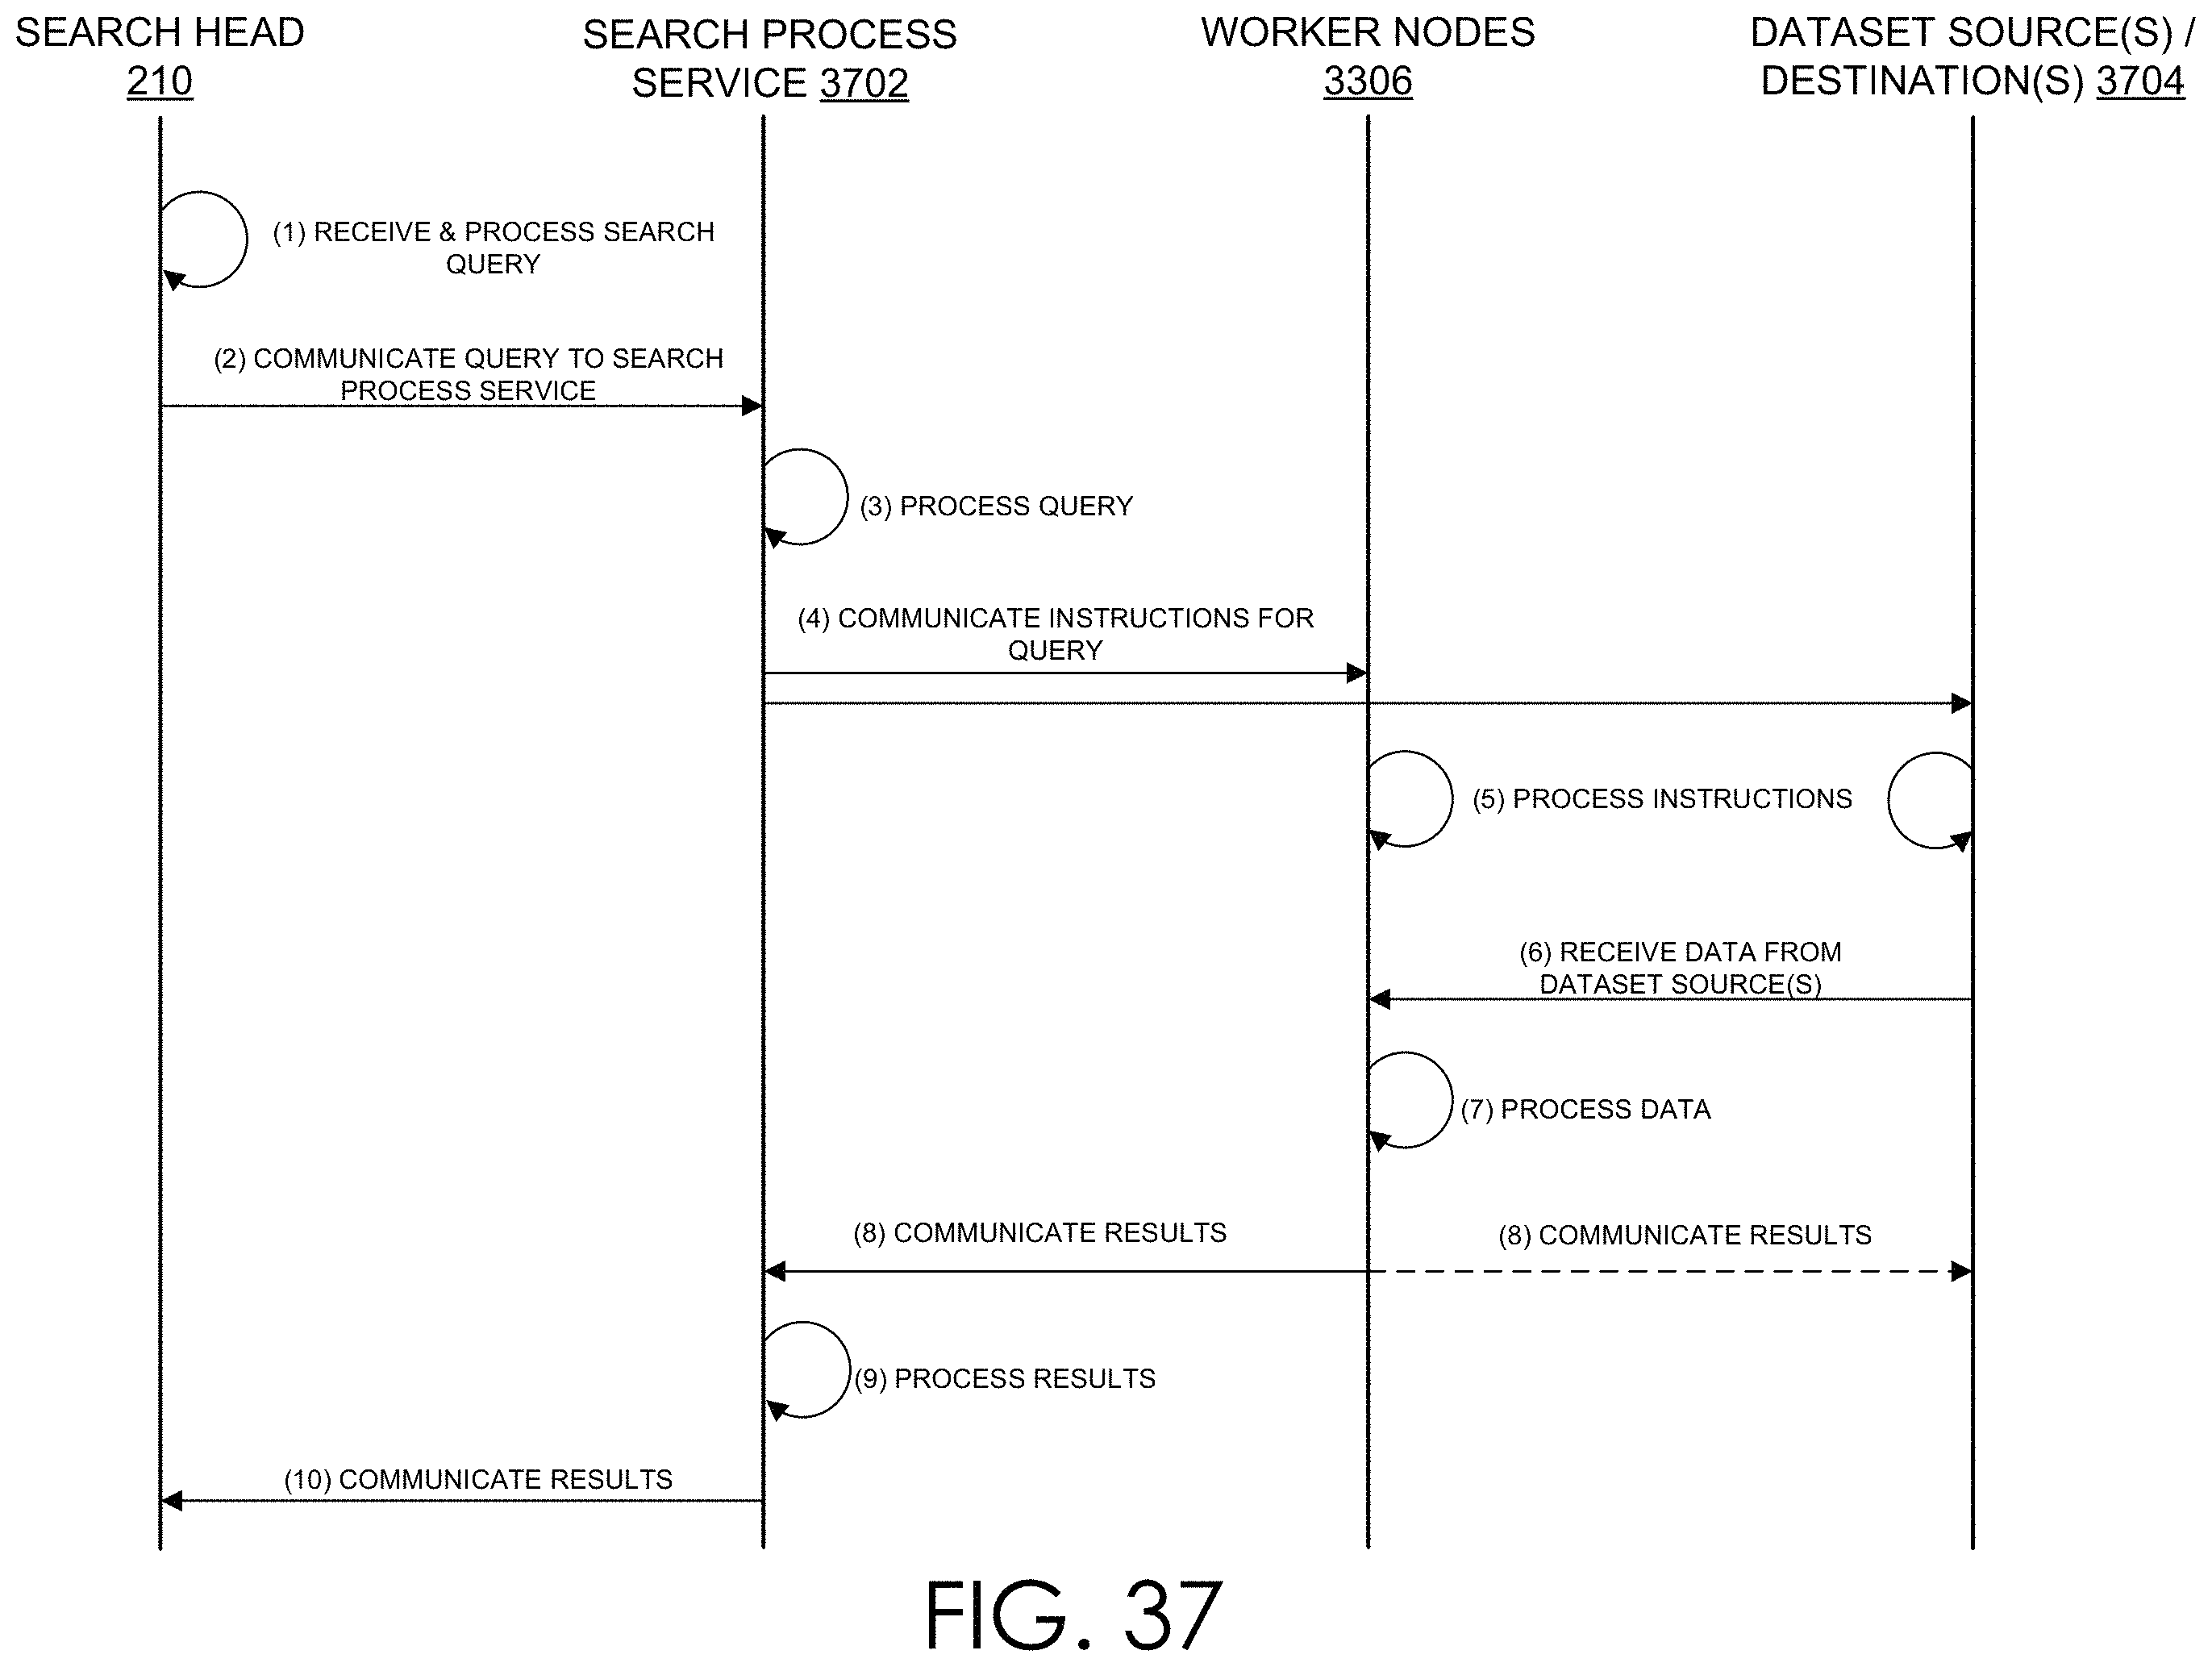 SEARCH HEAD
210
SEARCH PROCESS
SERVICE 3702
WORKER NODES
3306
DATASET SOURCE(S) /
DESTINATION(S) 3704
(1) RECEIVE & PROCESS SEARCH
QUERY
(2) COMMUNICATE QUERY TO SEARCH
PROCESS SERVICE
(3) PROCESS QUERY
(4) COMMUNICATE INSTRUCTIONS FOR
QUERY
(5) PROCESS INSTRUCTIONS
(6) RECEIVE DATA FROM
DATASET SOURCE(S)
(7) PROCESS DATA
(8) COMMUNICATE RESULTS
(8) COMMUNICATE RESULTS
(9) PROCESS RESULTS
(10) COMMUNICATE RESULTS
FIG. 37